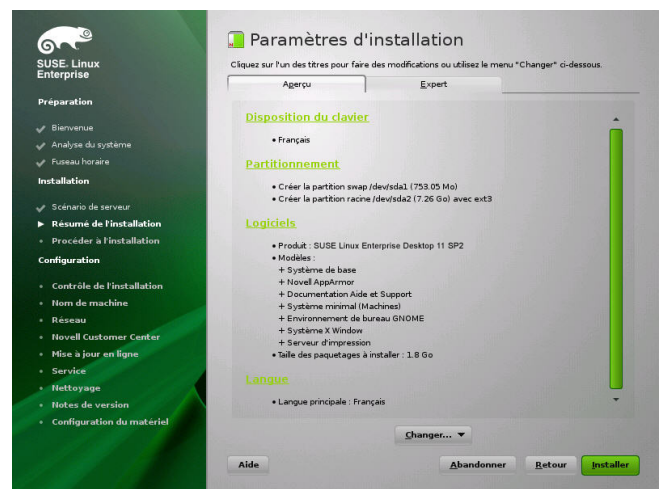 SUSE. Linux
Enterprise
Préparation
Bienvenue
Analyse du système
Fuseau horaire
Installation
Scénario de serveur
Résumé de l'installation
Procéder à l'installation
Configuration
Contrôle de l'installation
Nom de machine
Réseau
Novell Customer Center
Mise à jour en ligne
Service
Nettoyage
Notes de version
Configuration du matériel
Paramètres d'installation
Cliquez sur l'un des titres pour faire des modifications ou utilisez le menu "Changer" ci-dessous.
Aperçu
Expert
Disposition du clavier
• Français
Partitionnement
• Créer la partition swap /dev/sda1 (753.05 Mo)
• Créer la partition racine /dev/sda2 (7.26 Go) avec ext3
Logiciels
• Produit : SUSE Linux Enterprise Desktop 11 SP2
• Modèles :
+ Système de base
+ Novell AppArmor
+ Documentation Aide et Support
+ Système minimal (Machines)
+ Environnement de bureau GNOME
+ Système X Window
+ Serveur d'impression
• Taille des paquetages à installer : 1.8 Go
Langue
• Langue principale : Français
Changer...
Aide
Abandonner
Retour
Installer